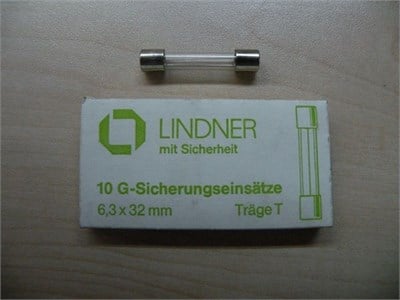 LINDNER
mit Sicherheit
10 G-Sicherungseinsätze
6,3 x 32 mm Träge T